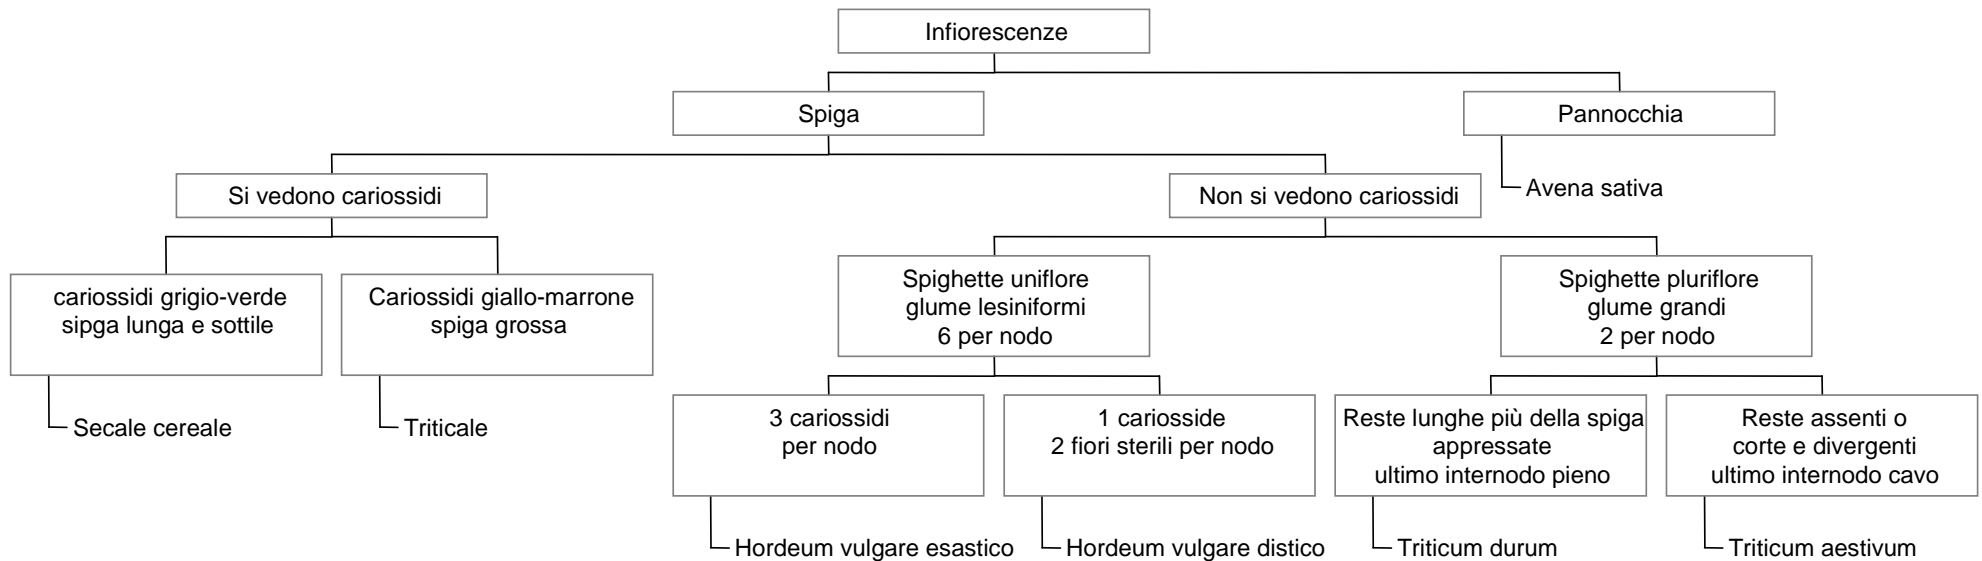 Infiorescenze
Spiga
Pannocchia
Si vedono cariossidi
Non si vedono cariossidi
Avena sativa
cariossidi grigio-verde
sipga lunga e sottile
Cariossidi giallo-marrone
spiga grossa
Spighette uniflore
glume lesiniformi
6 per nodo
Spighette pluriflore
glume grandi
2 per nodo
Secale cereale
Triticale
3 cariossidi
per nodo
1 cariosside
2 fiori sterili per nodo
Reste lunghe più della spiga
appressate
ultimo internodo pieno
Reste assenti o
corte e divergenti
ultimo internodo cavo
Hordeum vulgare esastico
Hordeum vulgare distico
Triticum durum
Triticum aestivum